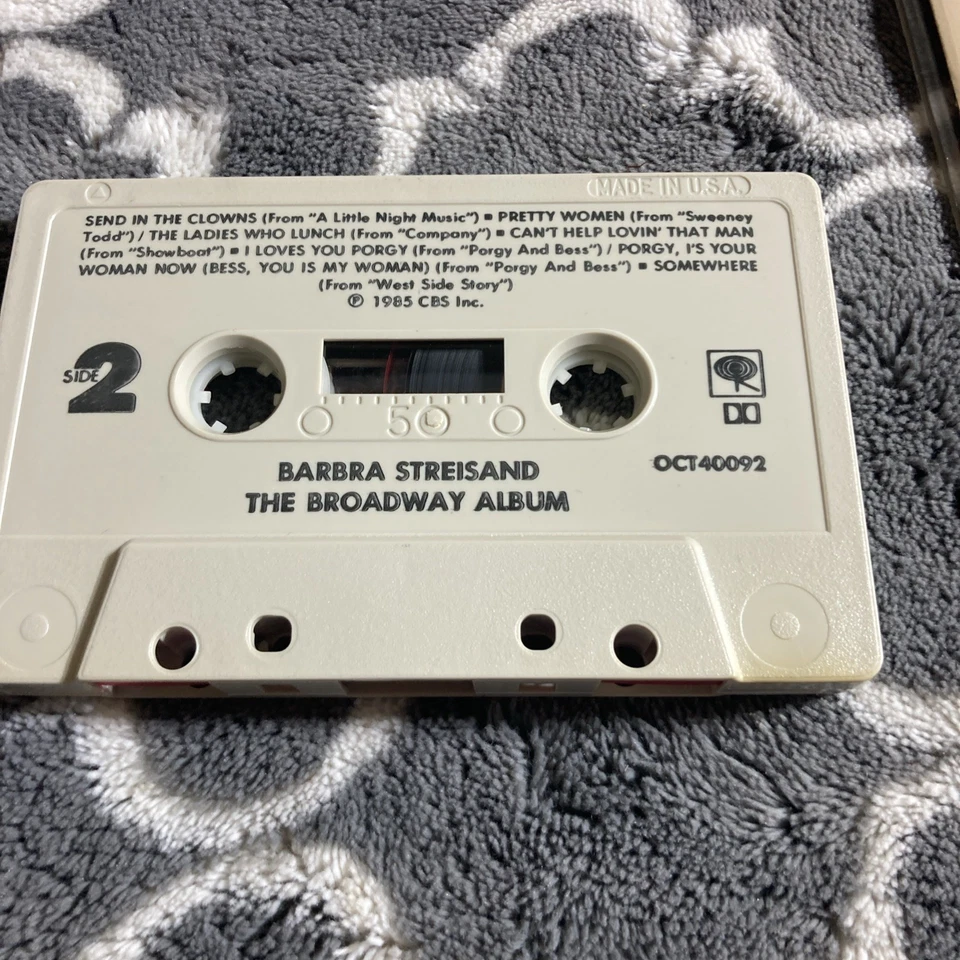 MADE IN U.S.A.
SEND IN THE CLOWNS (From "A Little Night Music") ■ PRETTY WOMEN (From "Sweeney
Todd") / THE LADIES WHO LUNCH (From "Company") ■ CAN'T HELP LOVIN' THAT MAN
(From "Showboat") ■ I LOVES YOU PORGY (From "Porgy And Bess") / PORGY, I'S YOUR
WOMAN NOW (BESS, YOU IS MY WOMAN) (From "Porgy And Bess") ■ SOMEWHERE
(From "West Side Story")
℗ 1985 CBS Inc.
SIDE 2
50
OCT40092
BARBRA STREISAND
THE BROADWAY ALBUM